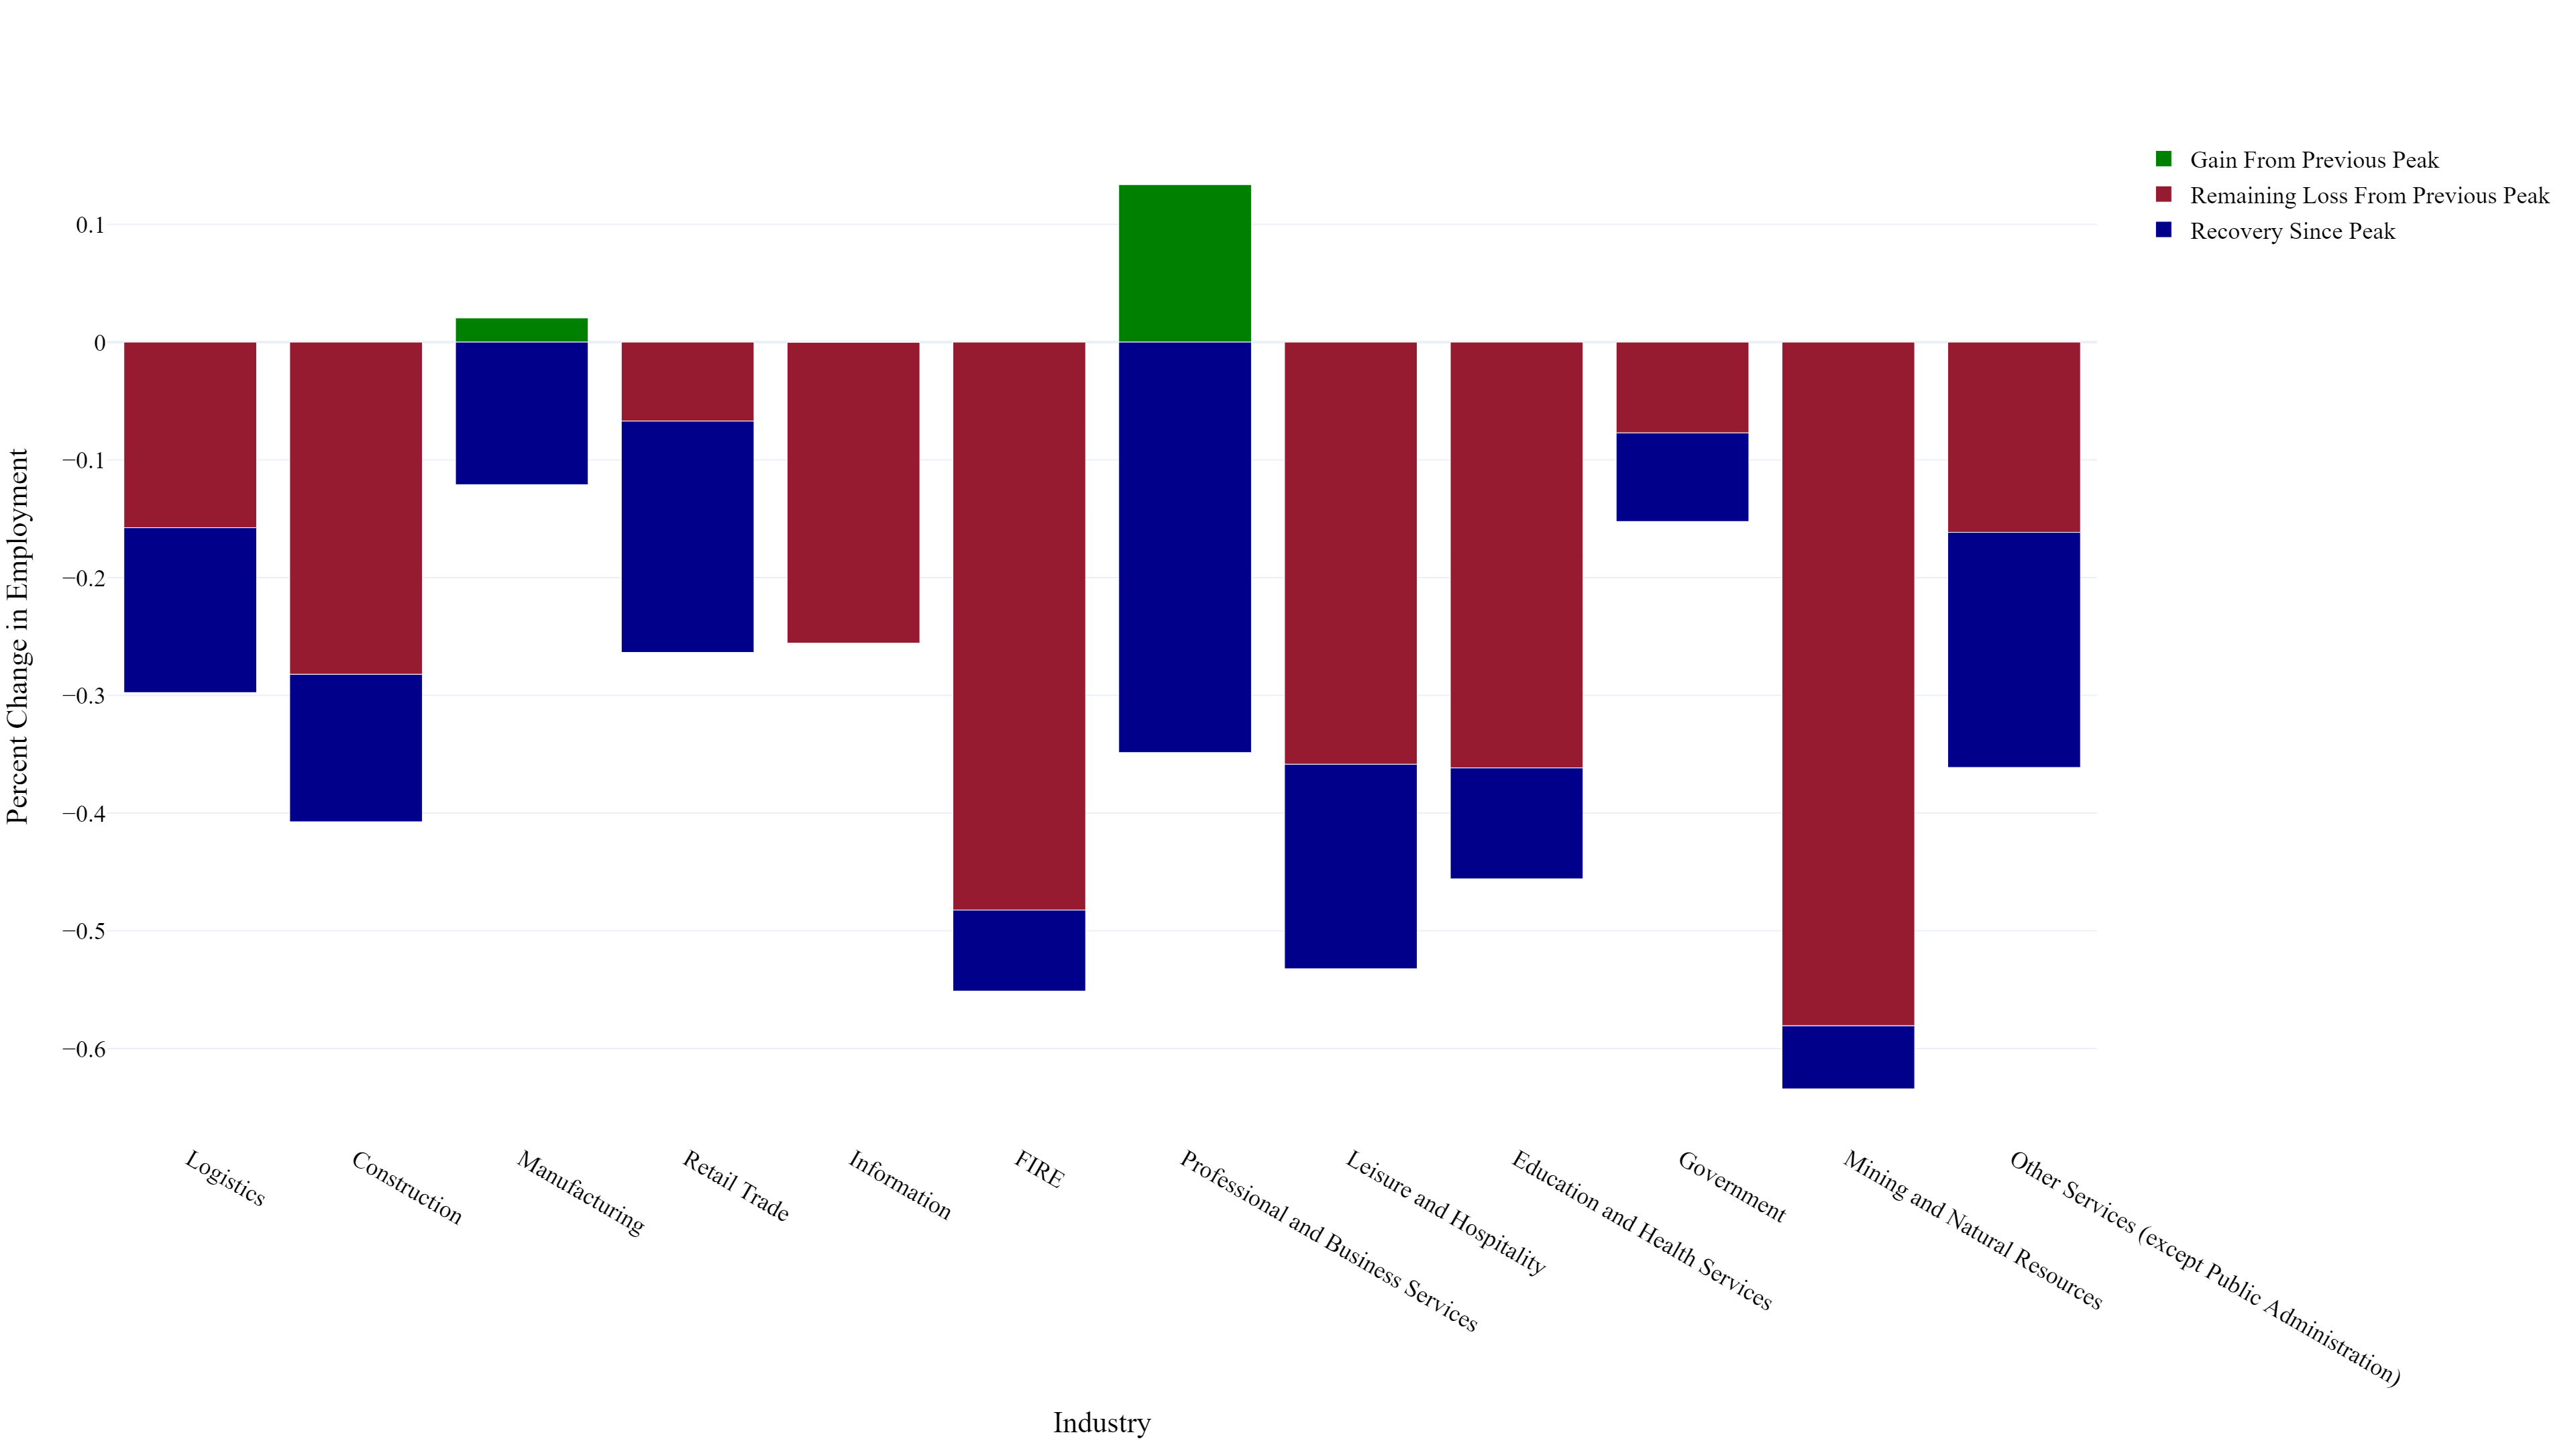 Gain From Previous Peak
Remaining Loss From Previous Peak
Recovery Since Peak
0.1
0
−0.1
−0.2
−0.3
−0.4
−0.5
−0.6
Percent Change in Employment
Logistics
Construction
Manufacturing
Retail Trade
Information
FIRE
Professional and Business Services
Leisure and Hospitality
Education and Health Services
Government
Mining and Natural Resources
Other Services (except Public Administration)
Industry